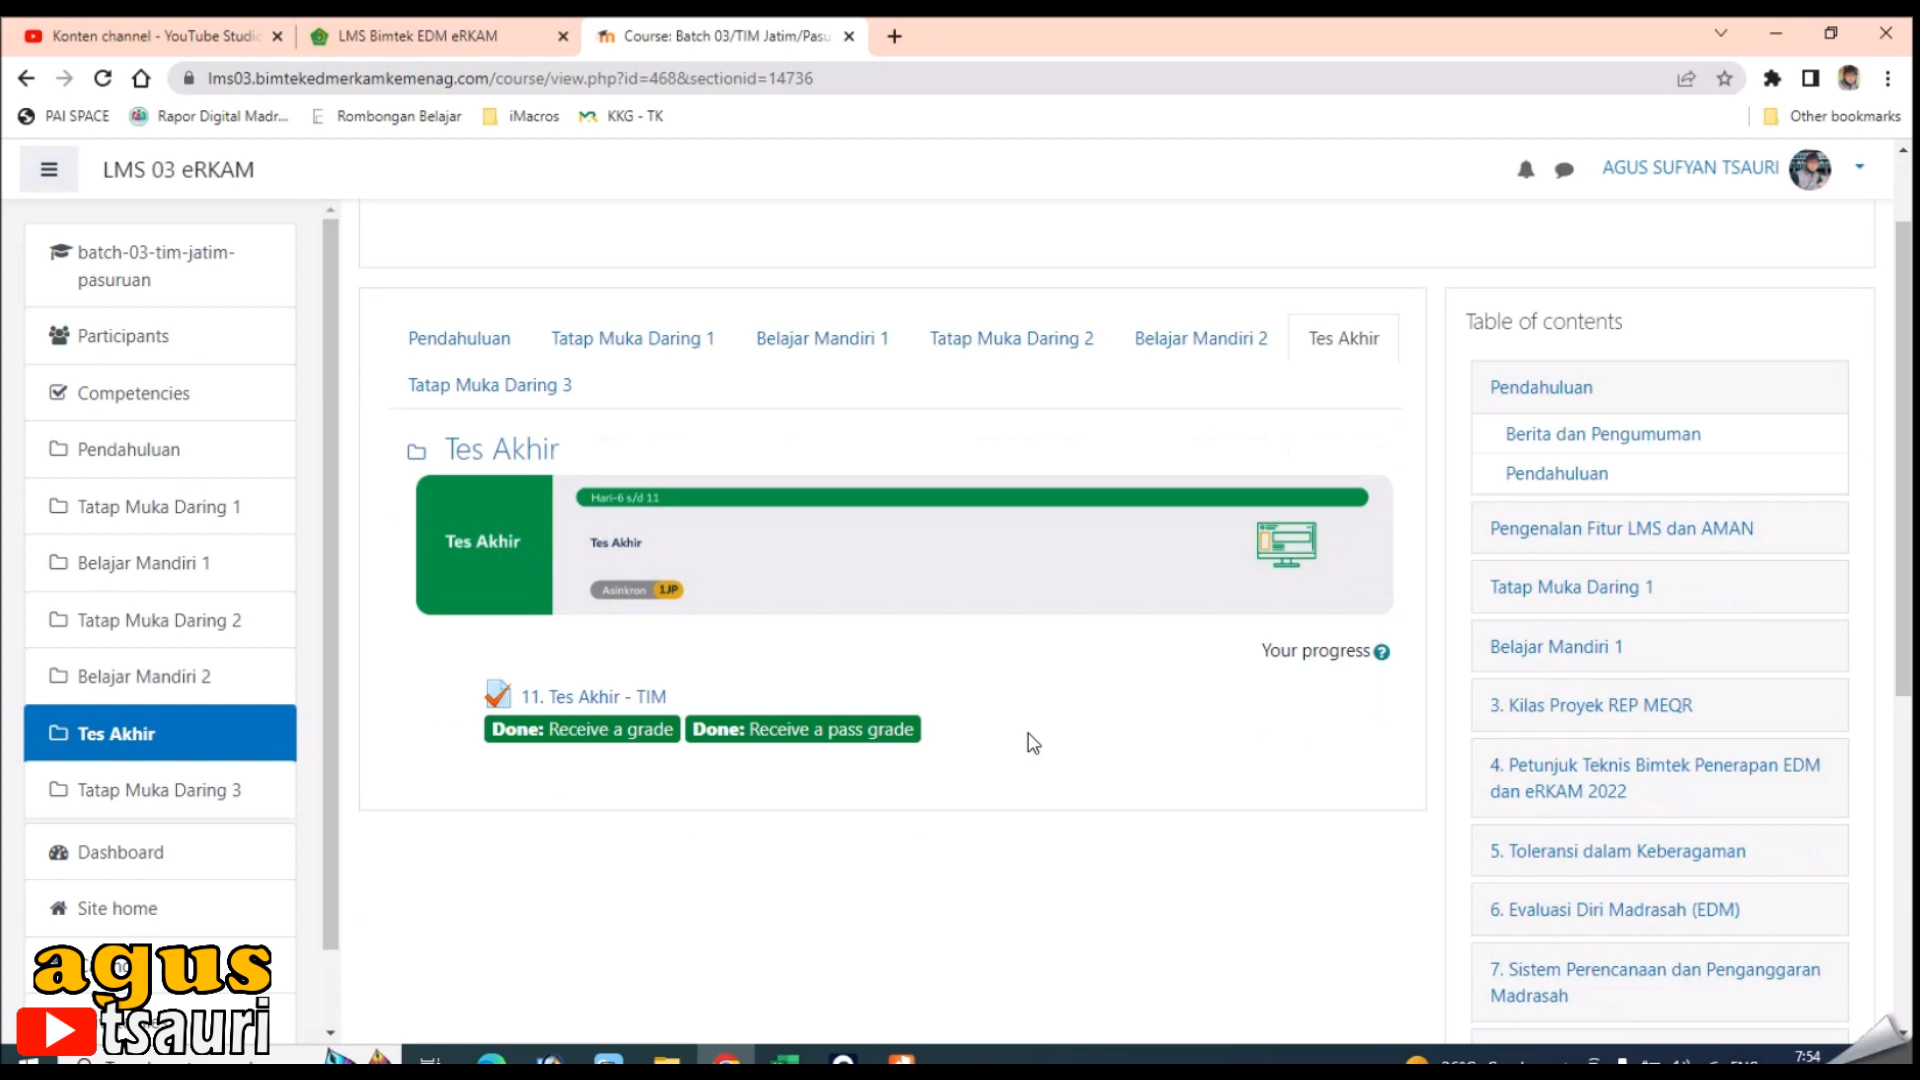 Konten channel - YouTube Studio
LMS Bimtek EDM eRKAM
Course: Batch 03/TIM Jatim/Pasu
lms03.bimtekedmerkamkemenag.com/course/view.php?id=468&sectionid=14736
PAI SPACE
Rapor Digital Madr...
Rombongan Belajar
iMacros
KKG - TK
Other bookmarks
LMS 03 eRKAM
AGUS SUFYAN TSAURI
batch-03-tim-jatim-
pasuruan
Participants
Competencies
Pendahuluan
Tatap Muka Daring 1
Belajar Mandiri 1
Tatap Muka Daring 2
Belajar Mandiri 2
Tes Akhir
Tatap Muka Daring 3
Dashboard
Site home
agus
tsauri
Pendahuluan
Tatap Muka Daring 1
Belajar Mandiri 1
Tatap Muka Daring 2
Belajar Mandiri 2
Tes Akhir
Tatap Muka Daring 3
Tes Akhir
Tes Akhir
Hari-6 s/d 11
Tes Akhir
Asinkron 1JP
Your progress
11. Tes Akhir - TIM
Done: Receive a grade
Done: Receive a pass grade
Table of contents
Pendahuluan
Berita dan Pengumuman
Pendahuluan
Pengenalan Fitur LMS dan AMAN
Tatap Muka Daring 1
Belajar Mandiri 1
3. Kilas Proyek REP MEQR
4. Petunjuk Teknis Bimtek Penerapan EDM
dan eRKAM 2022
5. Toleransi dalam Keberagaman
6. Evaluasi Diri Madrasah (EDM)
7. Sistem Perencanaan dan Penganggaran
Madrasah
7:54